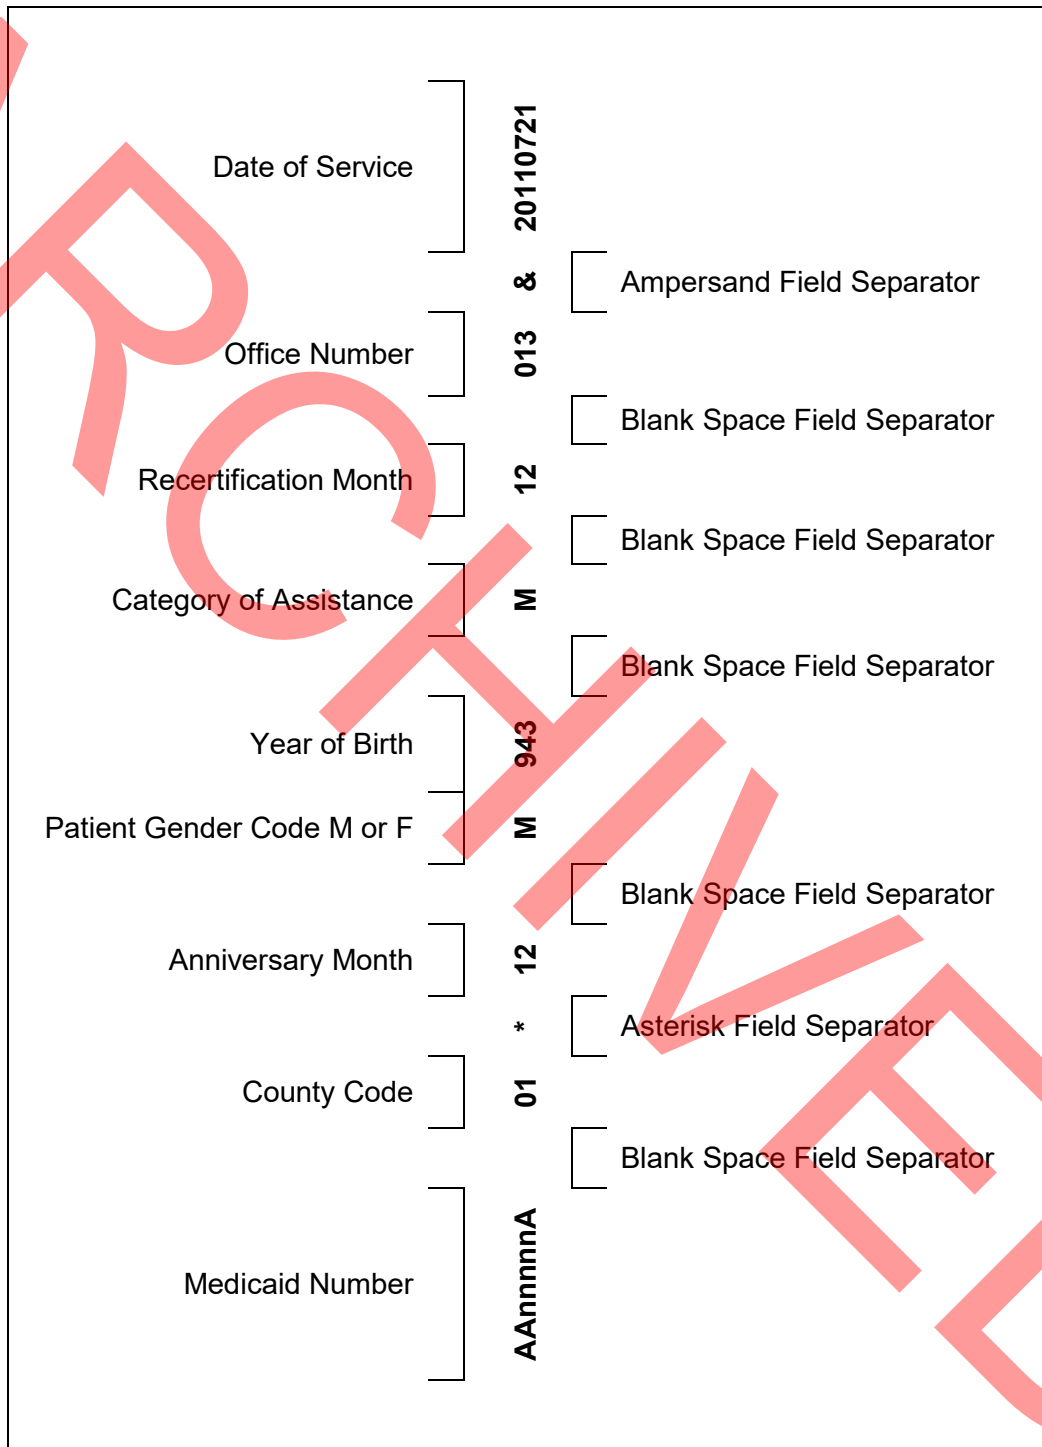 Date of Service
20110721
&
Ampersand Field Separator
Office Number
013
Blank Space Field Separator
Recertification Month
12
Blank Space Field Separator
Category of Assistance
M
Blank Space Field Separator
Year of Birth
943
Patient Gender Code M or F
M
Blank Space Field Separator
Anniversary Month
12
*
Asterisk Field Separator
County Code
01
Blank Space Field Separator
Medicaid Number
AAnnnnnA
RCHIVED